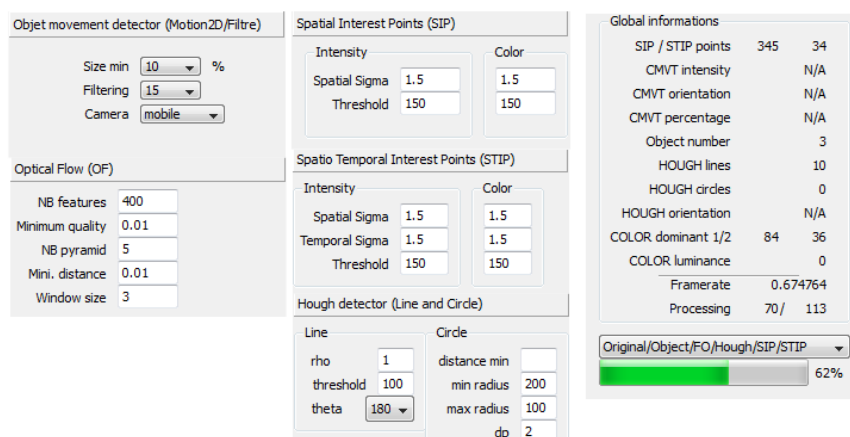 Objet movement detector (Motion2D/Filtre)
Size min 10 %
Filtering 15
Camera mobile
Optical Flow (OF)
NB features 400
Minimum quality 0.01
NB pyramid 5
Mini. distance 0.01
Window size 3
Spatial Interest Points (SIP)
Intensity Color
Spatial Sigma 1.5 1.5
Threshold 150 150
Spatio Temporal Interest Points (STIP)
Intensity Color
Spatial Sigma 1.5 1.5
Temporal Sigma 1.5 1.5
Threshold 150 150
Hough detector (Line and Circle)
Line Circle
rho 1 distance min
threshold 100 min radius 200
theta 180 max radius 100
dp 2
Global informations
SIP / STIP points 345 34
CMVT intensity N/A
CMVT orientation N/A
CMVT percentage N/A
Object number 3
HOUGH lines 10
HOUGH circles 0
HOUGH orientation N/A
COLOR dominant 1/2 84 36
COLOR luminance 0
Framerate 0.674764
Processing 70/ 113
Original/Object/FO/Hough/SIP/STIP
62%